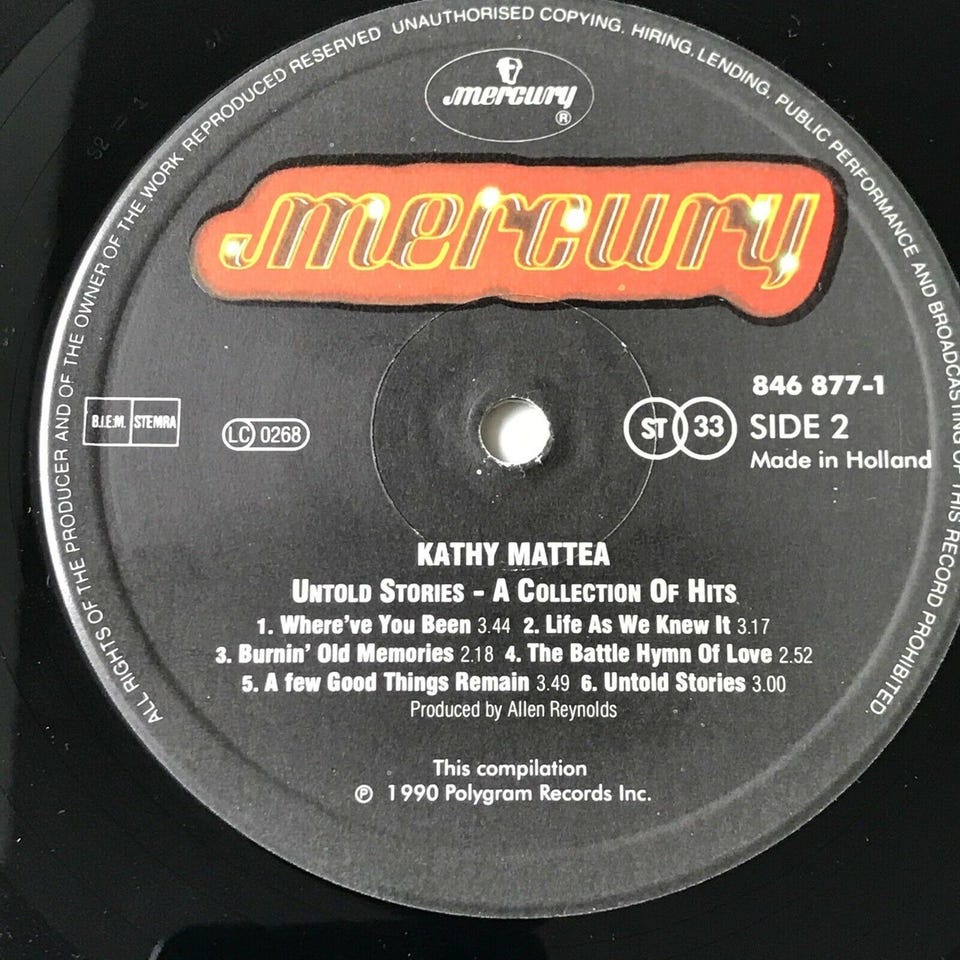 ALL RIGHTS OF THE PRODUCER AND OF THE OWNER OF THE WORK REPRODUCED RESERVED UNAUTHORISED COPYING. HIRING. LENDING. PUBLIC PERFORMANCE AND BROADCASTING OF THIS RECORD PROHIBITED.
mercury
®
mercury
B.I.E.M. STEMRA
LC 0268
ST 33
846 877-1
SIDE 2
Made in Holland
KATHY MATTEA
UNTOLD STORIES - A COLLECTION OF HITS
1. Where've You Been 3.44 2. Life As We Knew It 3.17
3. Burnin' Old Memories 2.18 4. The Battle Hymn Of Love 2.52
5. A few Good Things Remain 3.49 6. Untold Stories 3.00
Produced by Allen Reynolds
This compilation
℗ 1990 Polygram Records Inc.